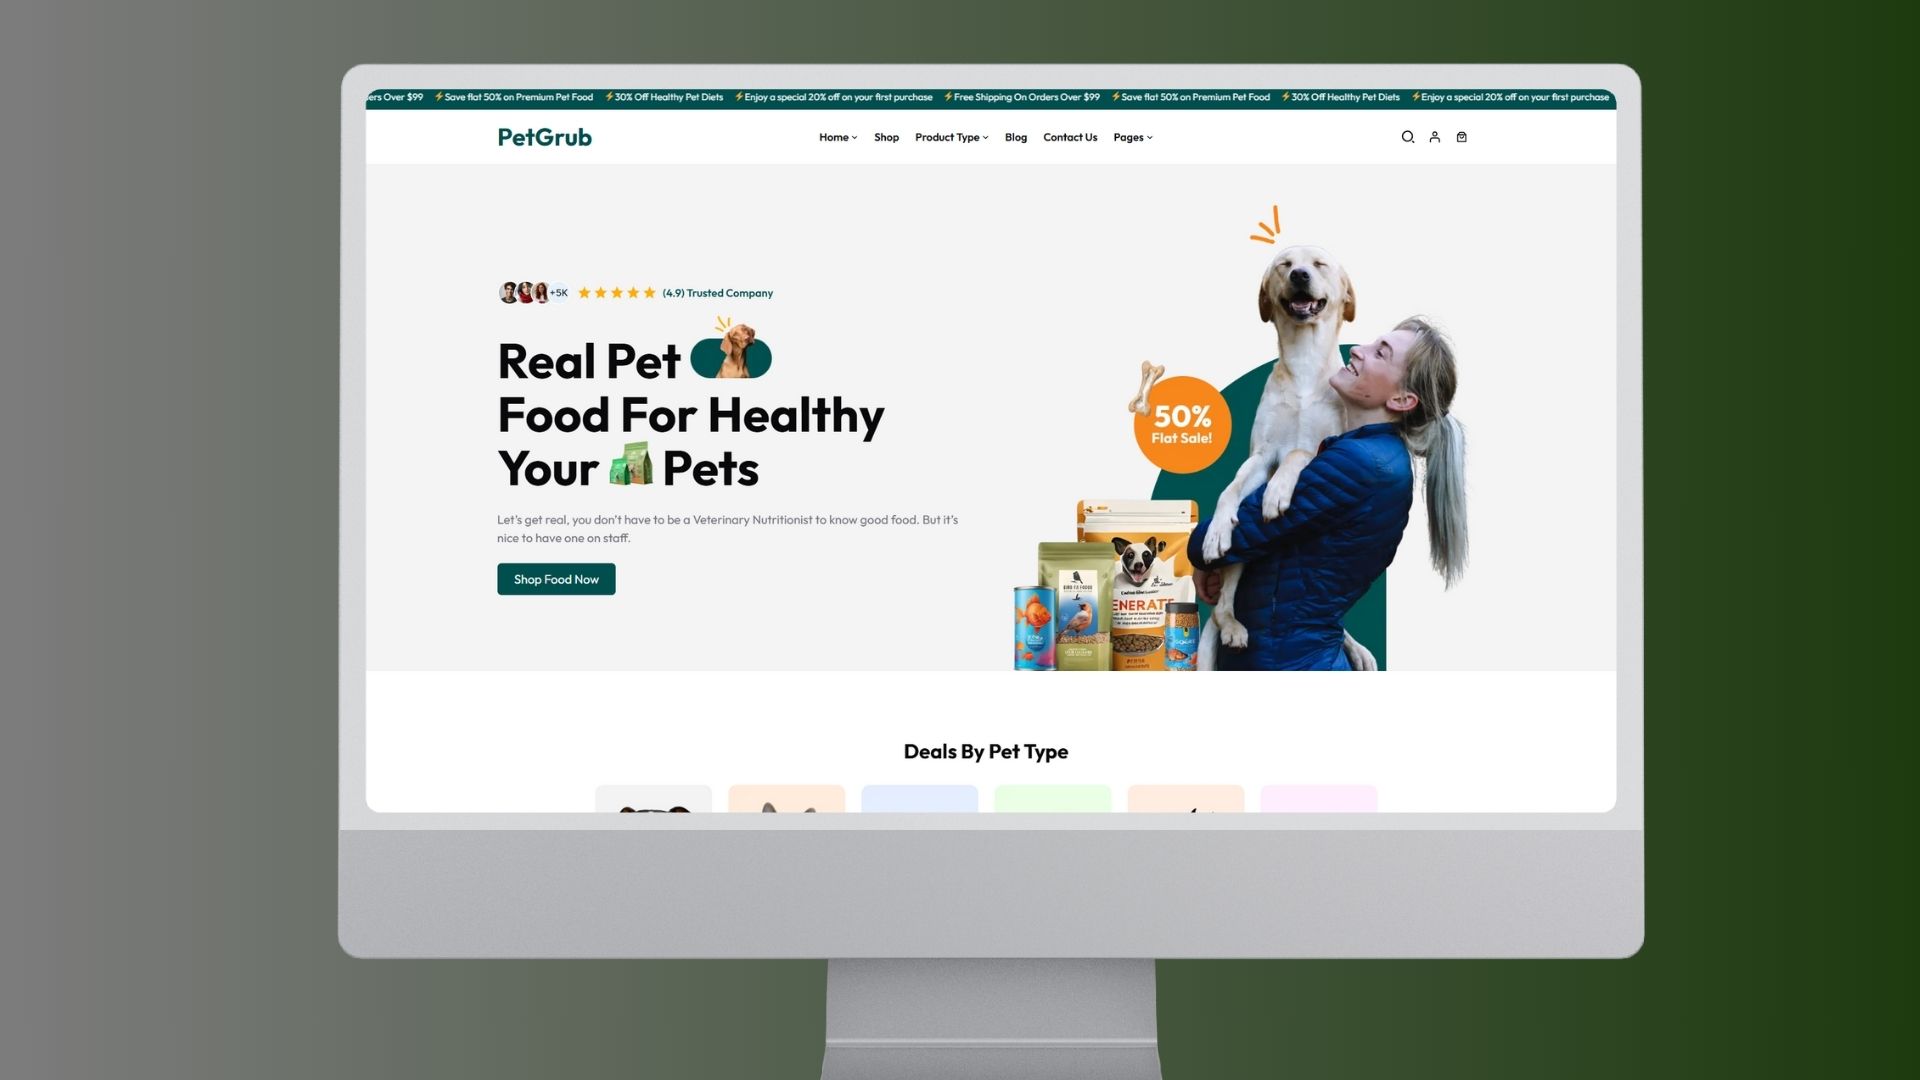 ers Over $99 ⚡Save flat 50% on Premium Pet Food ⚡30% Off Healthy Pet Diets ⚡Enjoy a special 20% off on your first purchase ⚡Free Shipping On Orders Over $99 ⚡Save flat 50% on Premium Pet Food ⚡30% Off Healthy Pet Diets ⚡Enjoy a special 20% off on your first purchase
PetGrub
Home Shop Product Type Blog Contact Us Pages
+5K (4.9) Trusted Company
Real Pet
Food For Healthy
Your Pets
Let's get real, you don't have to be a Veterinary Nutritionist to know good food. But it's
nice to have one on staff.
Shop Food Now
50%
Flat Sale!
ENERATE
Deals By Pet Type